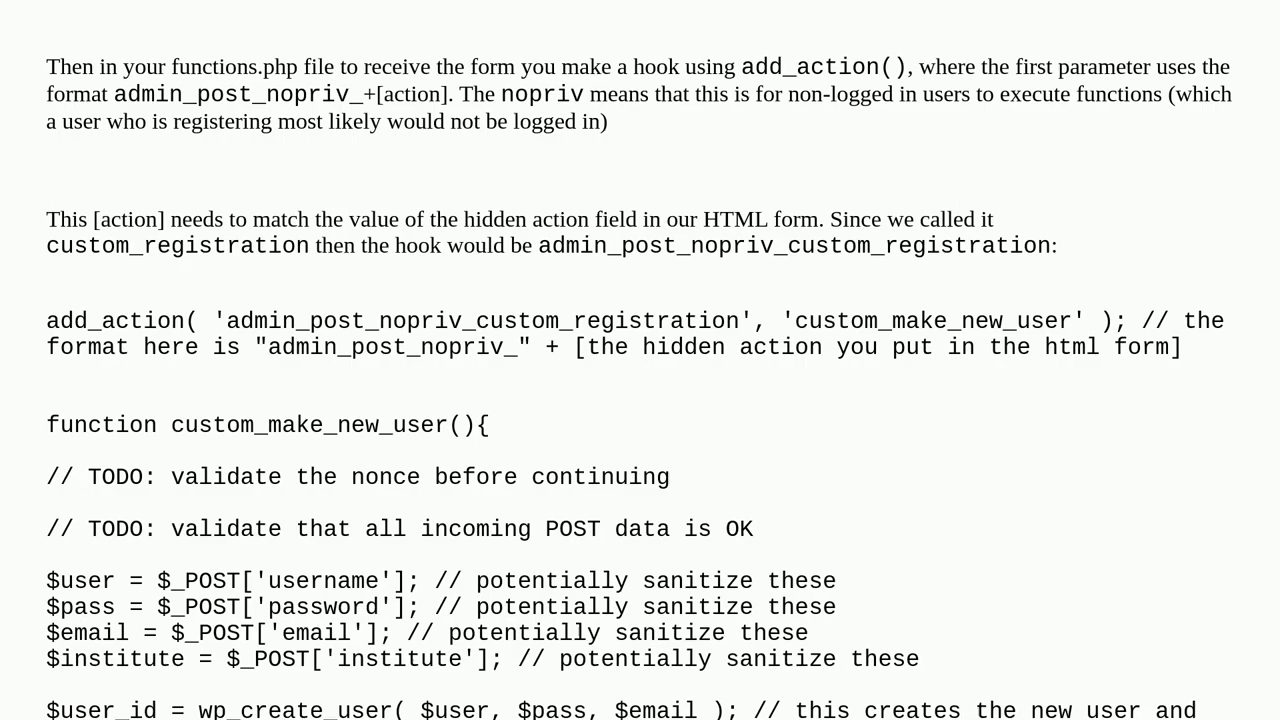 Then in your functions.php file to receive the form you make a hook using add_action(), where the first parameter uses the
format admin_post_nopriv_+[action]. The nopriv means that this is for non-logged in users to execute functions (which
a user who is registering most likely would not be logged in)
This [action] needs to match the value of the hidden action field in our HTML form. Since we called it
custom_registration then the hook would be admin_post_nopriv_custom_registration:
add_action( 'admin_post_nopriv_custom_registration', 'custom_make_new_user' ); // the
format here is "admin_post_nopriv_" + [the hidden action you put in the html form]
function custom_make_new_user(){
// TODO: validate the nonce before continuing
// TODO: validate that all incoming POST data is OK
$user = $_POST['username']; // potentially sanitize these
$pass = $_POST['password']; // potentially sanitize these
$email = $_POST['email']; // potentially sanitize these
$institute = $_POST['institute']; // potentially sanitize these
$user_id = wp_create_user( $user, $pass, $email ); // this creates the new user and